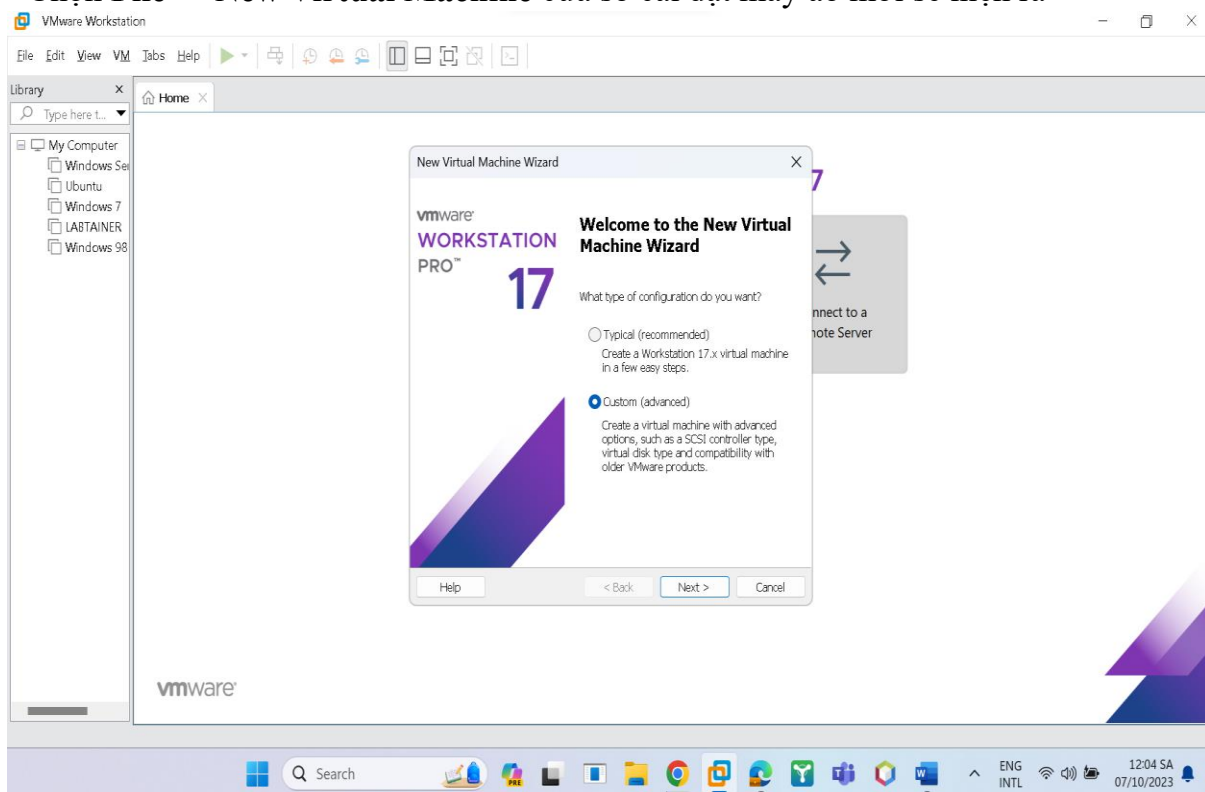 VMware Workstation
File Edit View VM Tabs Help
Library X
Home
Type here t...
My Computer
Windows Ser
Ubuntu
Windows 7
LABTAINER
Windows 98
New Virtual Machine Wizard
7
vmware
WORKSTATION
PRO™
17
Welcome to the New Virtual
Machine Wizard
What type of configuration do you want?
Typical (recommended)
Create a Workstation 17.x virtual machine
in a few easy steps.
Custom (advanced)
Create a virtual machine with advanced
options, such as a SCSI controller type,
virtual disk type and compatibility with
older VMware products.
nnect to a
note Server
Help < Back Next > Cancel
vmware
Search
PRE
ENG
INTL
12:04 SA
07/10/2023